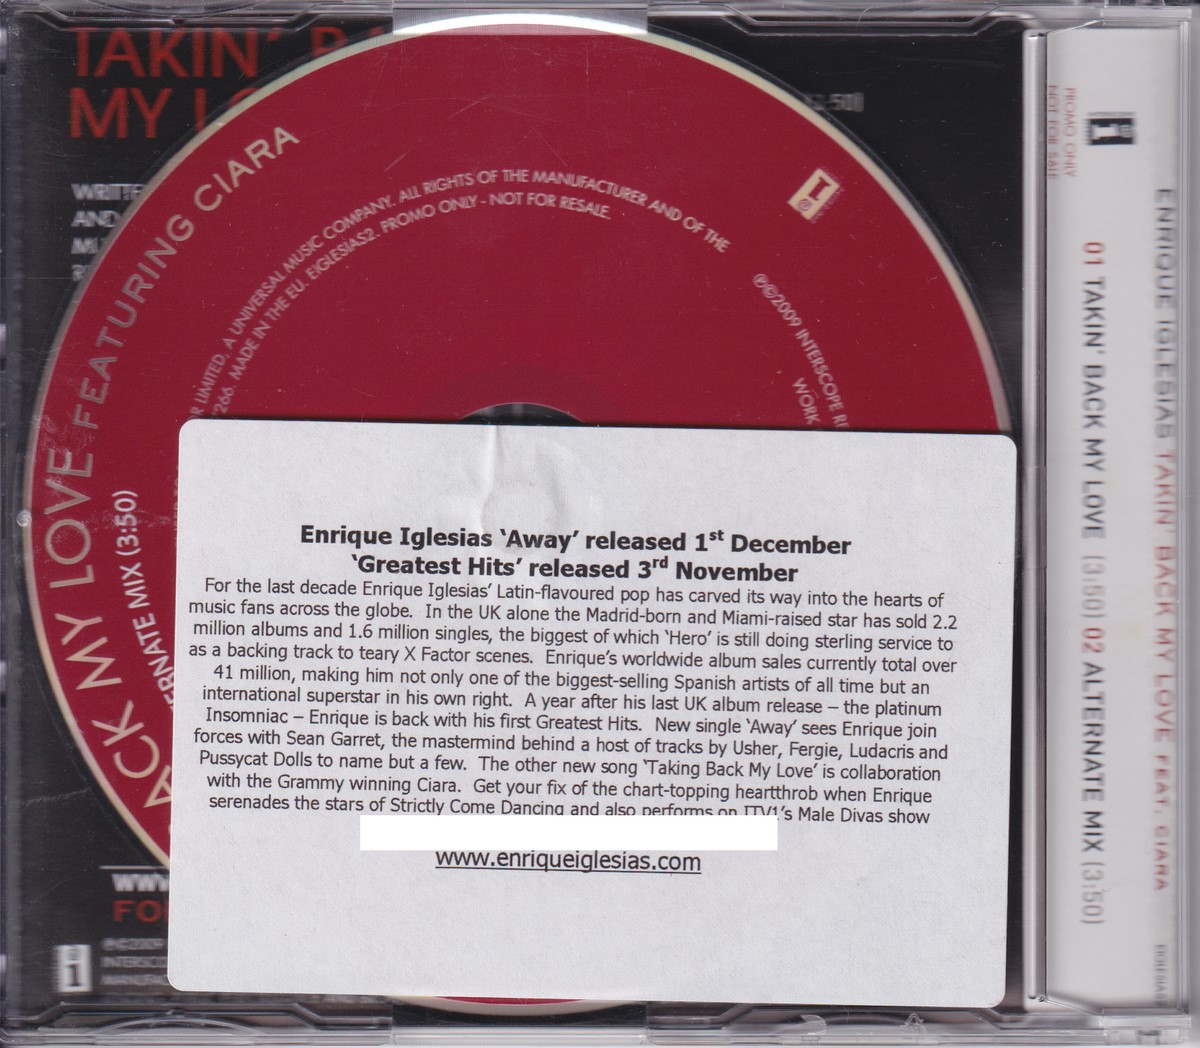 TAKIN'
MY
WRITT
AND
ACK MY LOVE FEATURING CIARA
ERNATE MIX (3:50)
R LIMITED, A UNIVERSAL MUSIC COMPANY. ALL RIGHTS OF THE MANUFACTURER AND OF THE
266. MADE IN THE EU. EIGLESIAS2. PROMO ONLY - NOT FOR RESALE.
℗©2009 INTERSCOPE RE
WORK
:50]
Enrique Iglesias ‘Away’ released 1st December
‘Greatest Hits’ released 3rd November
For the last decade Enrique Iglesias’ Latin-flavoured pop has carved its way into the hearts of
music fans across the globe. In the UK alone the Madrid-born and Miami-raised star has sold 2.2
million albums and 1.6 million singles, the biggest of which ‘Hero’ is still doing sterling service to
as a backing track to teary X Factor scenes. Enrique’s worldwide album sales currently total over
41 million, making him not only one of the biggest-selling Spanish artists of all time but an
international superstar in his own right. A year after his last UK album release – the platinum
Insomniac – Enrique is back with his first Greatest Hits. New single ‘Away’ sees Enrique join
forces with Sean Garret, the mastermind behind a host of tracks by Usher, Fergie, Ludacris and
Pussycat Dolls to name but a few. The other new song ‘Taking Back My Love’ is collaboration
with the Grammy winning Ciara. Get your fix of the chart-topping heartthrob when Enrique
serenades the stars of Strictly Come Dancing and also performs on ITV1’s Male Divas show
www.enriqueiglesias.com
WWW
FO
INTERSCO
PROMO ONLY
NOT FOR SALE
ENRIQUE IGLESIAS TAKIN' BACK MY LOVE FEAT. CIARA
01 TAKIN' BACK MY LOVE [3:50] 02 ALTERNATE MIX [3:50]